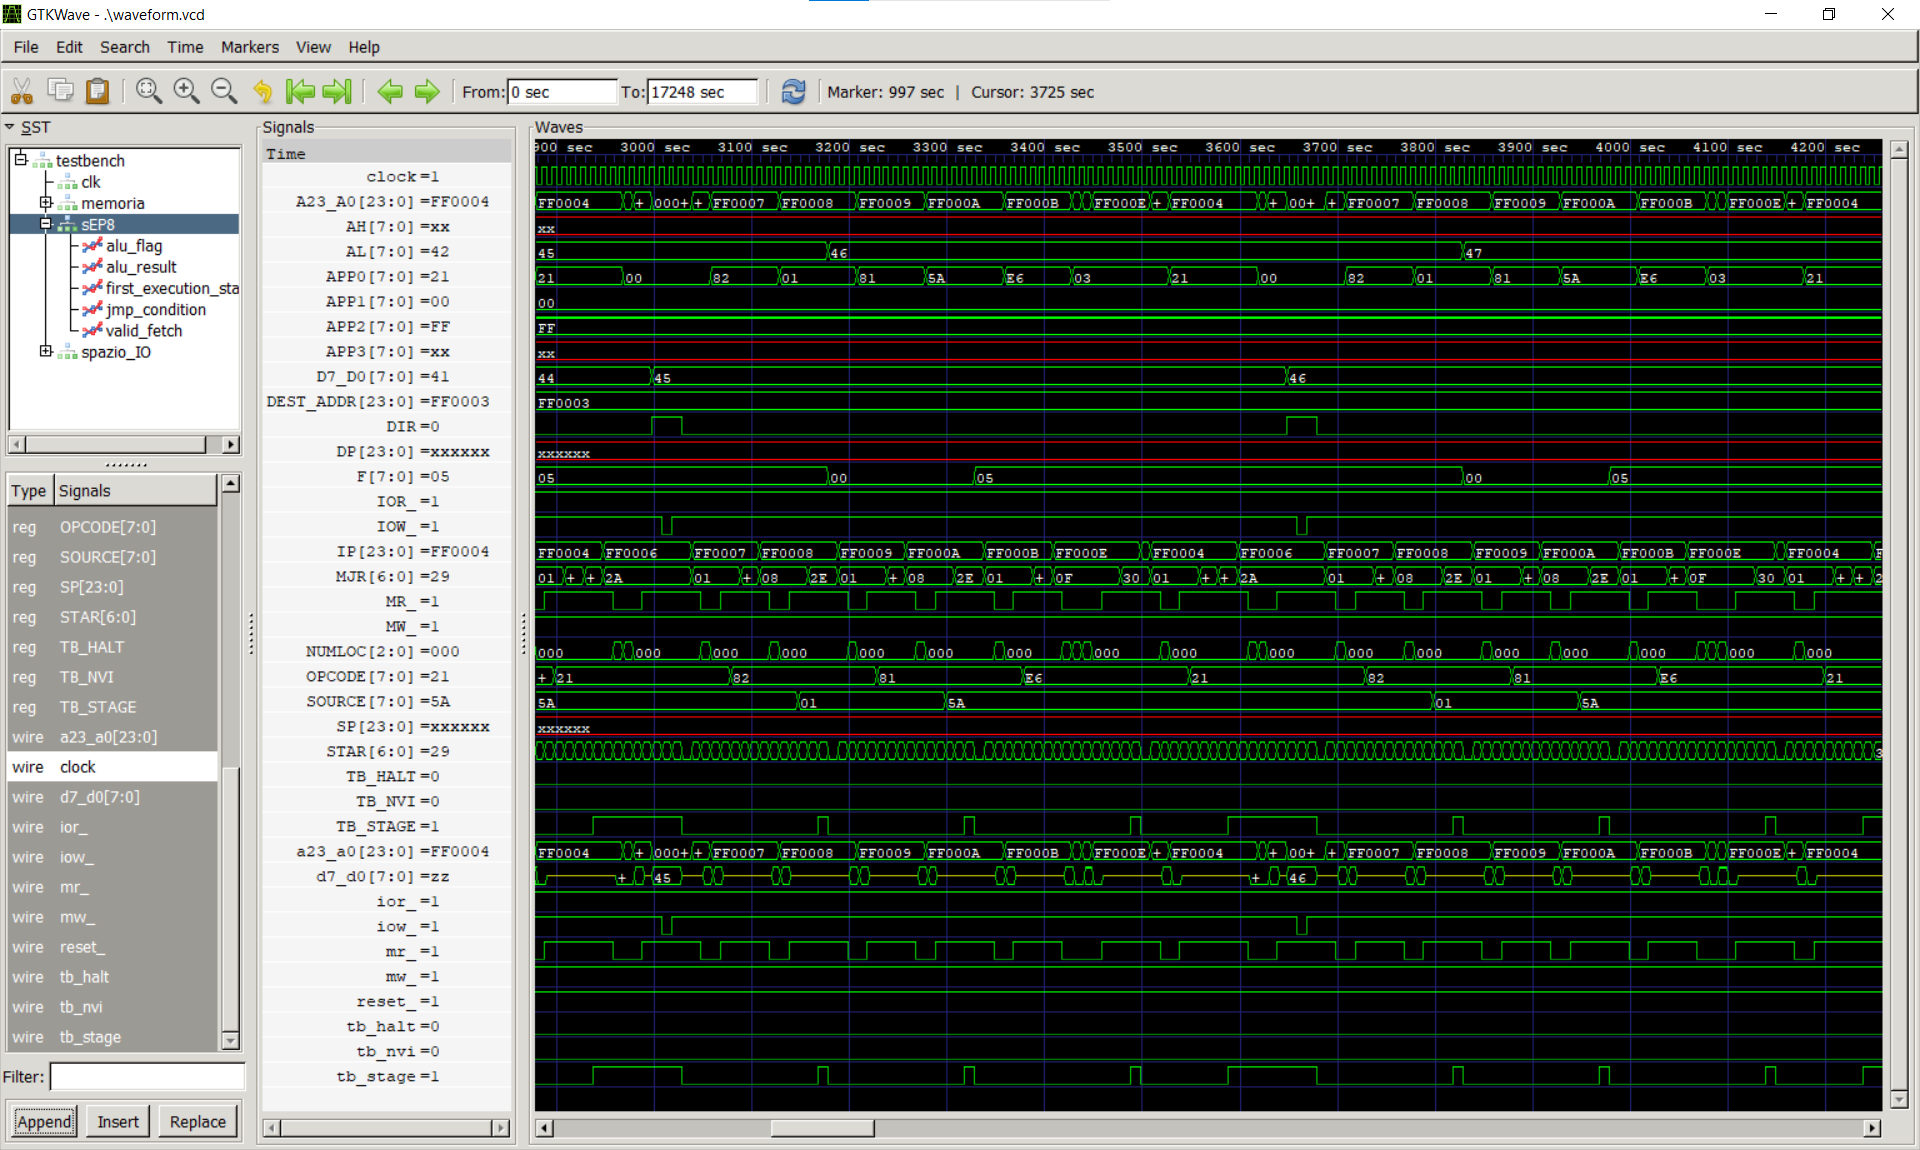 GTKWave - .\waveform.vcd
File Edit Search Time Markers View Help
From: 0 sec To: 17248 sec Marker: 997 sec | Cursor: 3725 sec
SST
testbench
clk
memoria
sEP8
alu_flag
alu_result
first_execution_sta
jmp_condition
valid_fetch
spazio_IO
Type Signals
reg OPCODE[7:0]
reg SOURCE[7:0]
reg SP[23:0]
reg STAR[6:0]
reg TB_HALT
reg TB_NVI
reg TB_STAGE
wire a23_a0[23:0]
wire clock
wire d7_d0[7:0]
wire ior_
wire iow_
wire mr_
wire mw_
wire reset_
wire tb_halt
wire tb_nvi
wire tb_stage
Filter:
Append Insert Replace
Signals
Time
clock=1
A23_A0[23:0]=FF0004
AH[7:0]=xx
AL[7:0]=42
APP0[7:0]=21
APP1[7:0]=00
APP2[7:0]=FF
APP3[7:0]=xx
D7_D0[7:0]=41
DEST_ADDR[23:0]=FF0003
DIR=0
DP[23:0]=xxxxxx
F[7:0]=05
IOR_=1
IOW_=1
IP[23:0]=FF0004
MJR[6:0]=29
MR_=1
MW_=1
NUMLOC[2:0]=000
OPCODE[7:0]=21
SOURCE[7:0]=5A
SP[23:0]=xxxxxx
STAR[6:0]=29
TB_HALT=0
TB_NVI=0
TB_STAGE=1
a23_a0[23:0]=FF0004
d7_d0[7:0]=zz
ior_=1
iow_=1
mr_=1
mw_=1
reset_=1
tb_halt=0
tb_nvi=0
tb_stage=1
Waves
900 sec 3000 sec 3100 sec 3200 sec 3300 sec 3400 sec 3500 sec 3600 sec 3700 sec 3800 sec 3900 sec 4000 sec 4100 sec 4200 sec
FF0004 + 000+ + FF0007 FF0008 FF0009 FF000A FF000B FF000E + FF0004 + 00+ + FF0007 FF0008 FF0009 FF000A FF000B FF000E + FF0004
xx
45 46 47
21 00 82 01 81 5A E6 03 21 00 82 01 81 5A E6 03 21
00
FF
xx
44 45 46
FF0003
xxxxxx
05 00 05 00 05
FF0004 FF0006 FF0007 FF0008 FF0009 FF000A FF000B FF000E FF0004 FF0006 FF0007 FF0008 FF0009 FF000A FF000B FF000E FF0004 F
01 + + 2A 01 + 08 2E 01 + 08 2E 01 + 0F 30 01 + + 2A 01 + 08 2E 01 + 08 2E 01 + 0F 30 01 + + 2
000 000 000 000 000 000 000 000 000 000 000 000 000 000 000 000 000
+ 21 82 81 E6 21 82 81 E6 21
5A 01 5A 01 5A
xxxxxx
3
FF0004 + 000+ + FF0007 FF0008 FF0009 FF000A FF000B FF000E + FF0004 + 00+ + FF0007 FF0008 FF0009 FF000A FF000B FF000E + FF0004
+ 45 + 46